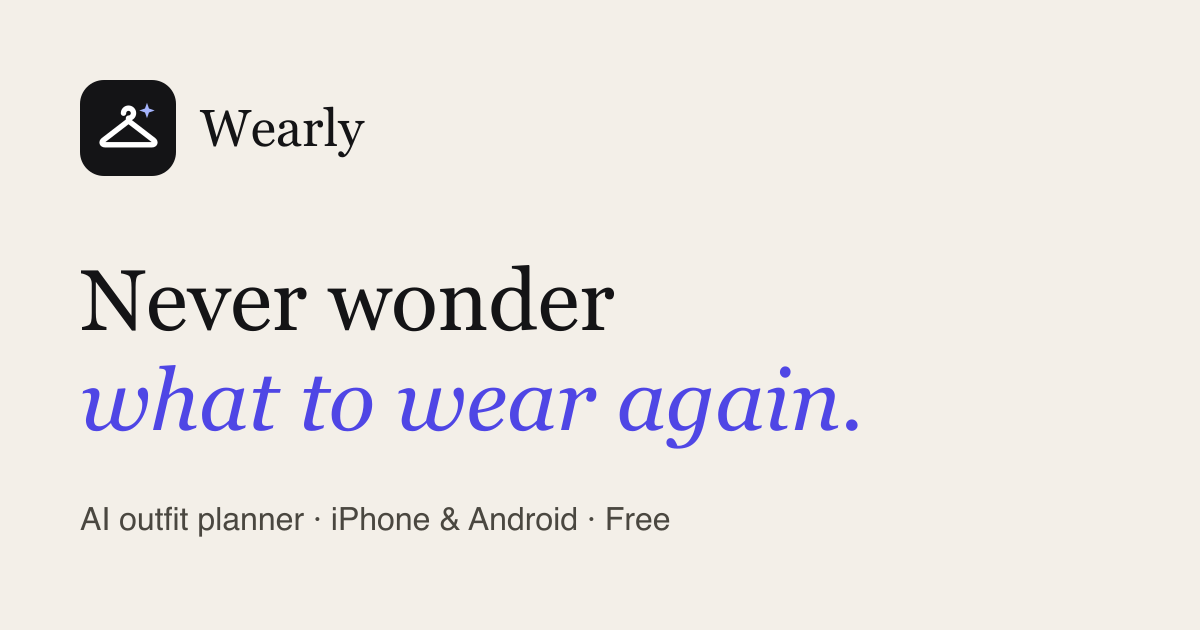 Wearly
Never wonder
what to wear again.
AI outfit planner · iPhone & Android · Free